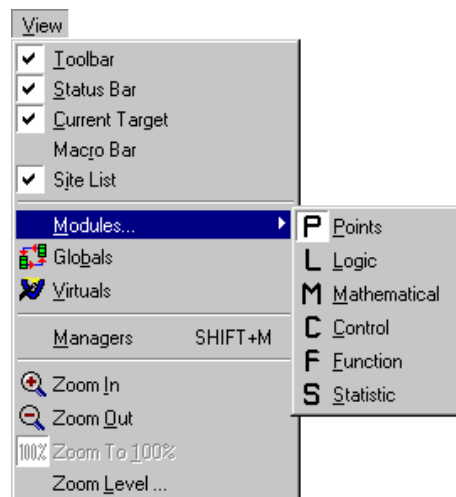 View
Toolbar
Status Bar
Current Target
Macro Bar
Site List
Modules...
Globals
Virtuals
Managers SHIFT+M
Zoom In
Zoom Out
100% Zoom To 100%
Zoom Level ...
P Points
L Logic
M Mathematical
C Control
F Function
S Statistic